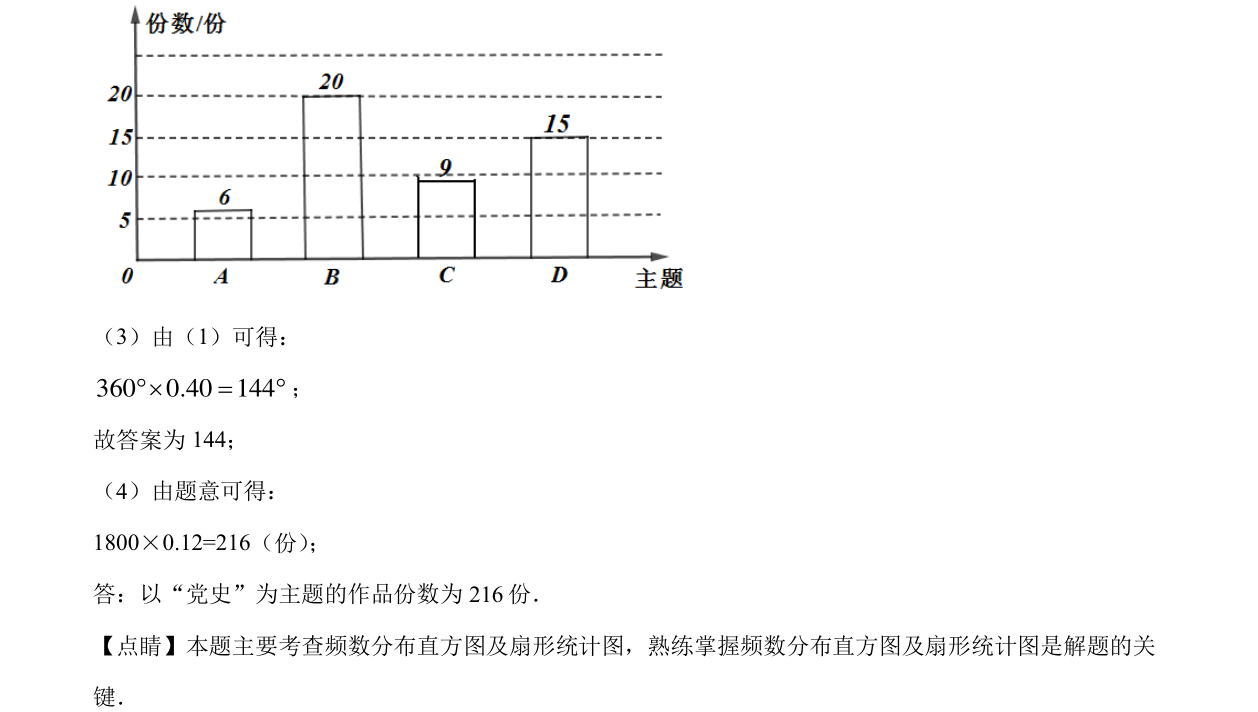 份数/份
20
20
15
15
10
9
6
5
0 A B C D 主题
（3）由（1）可得：
360°×0.40=144°；
故答案为 144；
（4）由题意可得：
1800×0.12=216（份）；
答：以“党史”为主题的作品份数为 216 份．
【点睛】本题主要考查频数分布直方图及扇形统计图，熟练掌握频数分布直方图及扇形统计图是解题的关
键．